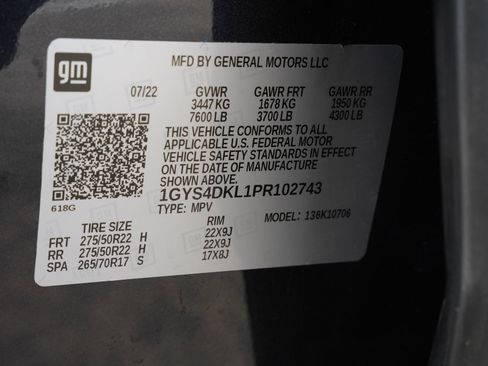 gm
MFD BY GENERAL MOTORS LLC
07/22 GVWR GAWR FRT GAWR RR
3447 KG 1678 KG 1950 KG
7600 LB 3700 LB 4300 LB
THIS VEHICLE CONFORMS TO ALL
APPLICABLE U.S. FEDERAL MOTOR
VEHICLE SAFETY STANDARDS IN EFFECT
ON THE DATE OF MANUFACTURE
SHOWN ABOVE.
618G
1GYS4DKL1PR102743
TYPE: MPV MODEL: 136K10706
TIRE SIZE RIM
FRT 275/50R22 H 22X9J
RR 275/50R22 H 22X9J
SPA 265/70R17 S 17X8J